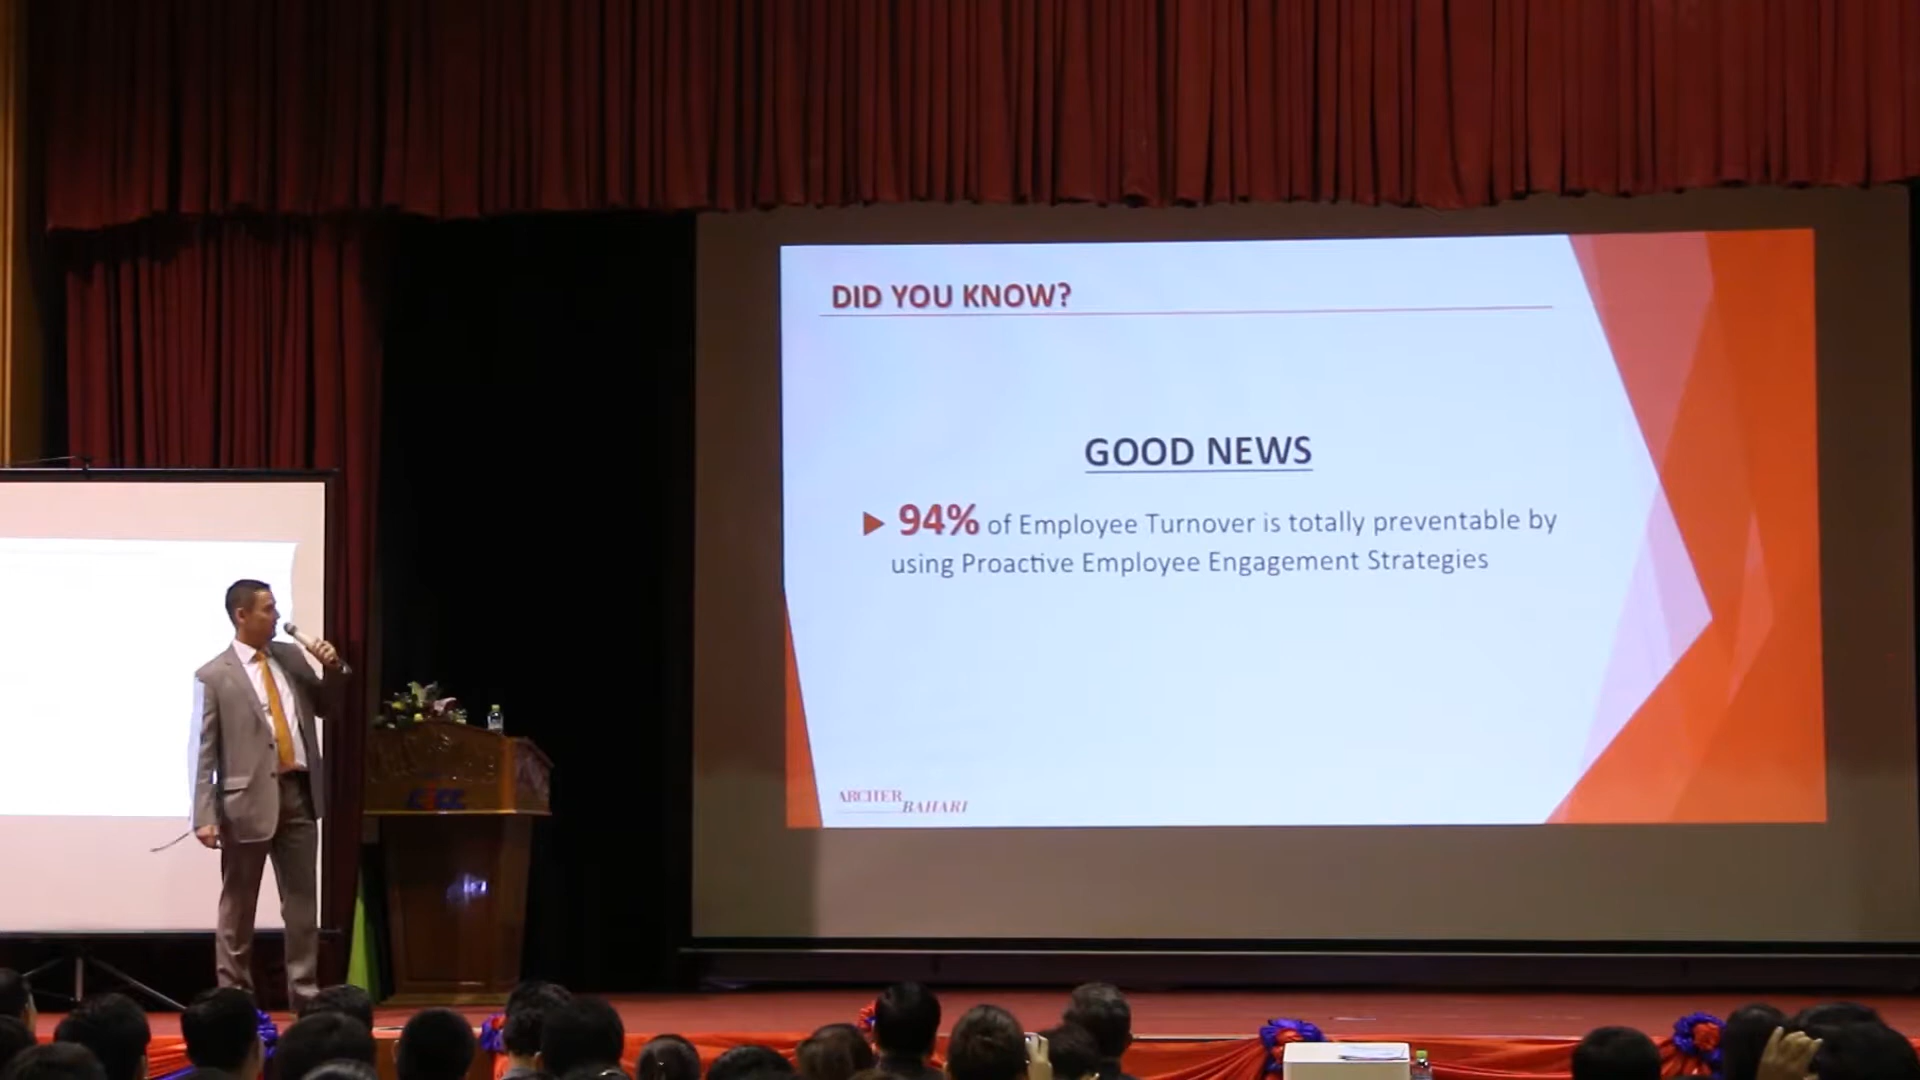 DID YOU KNOW?
GOOD NEWS
94% of Employee Turnover is totally preventable by
using Proactive Employee Engagement Strategies
ARCHER
BAHARI